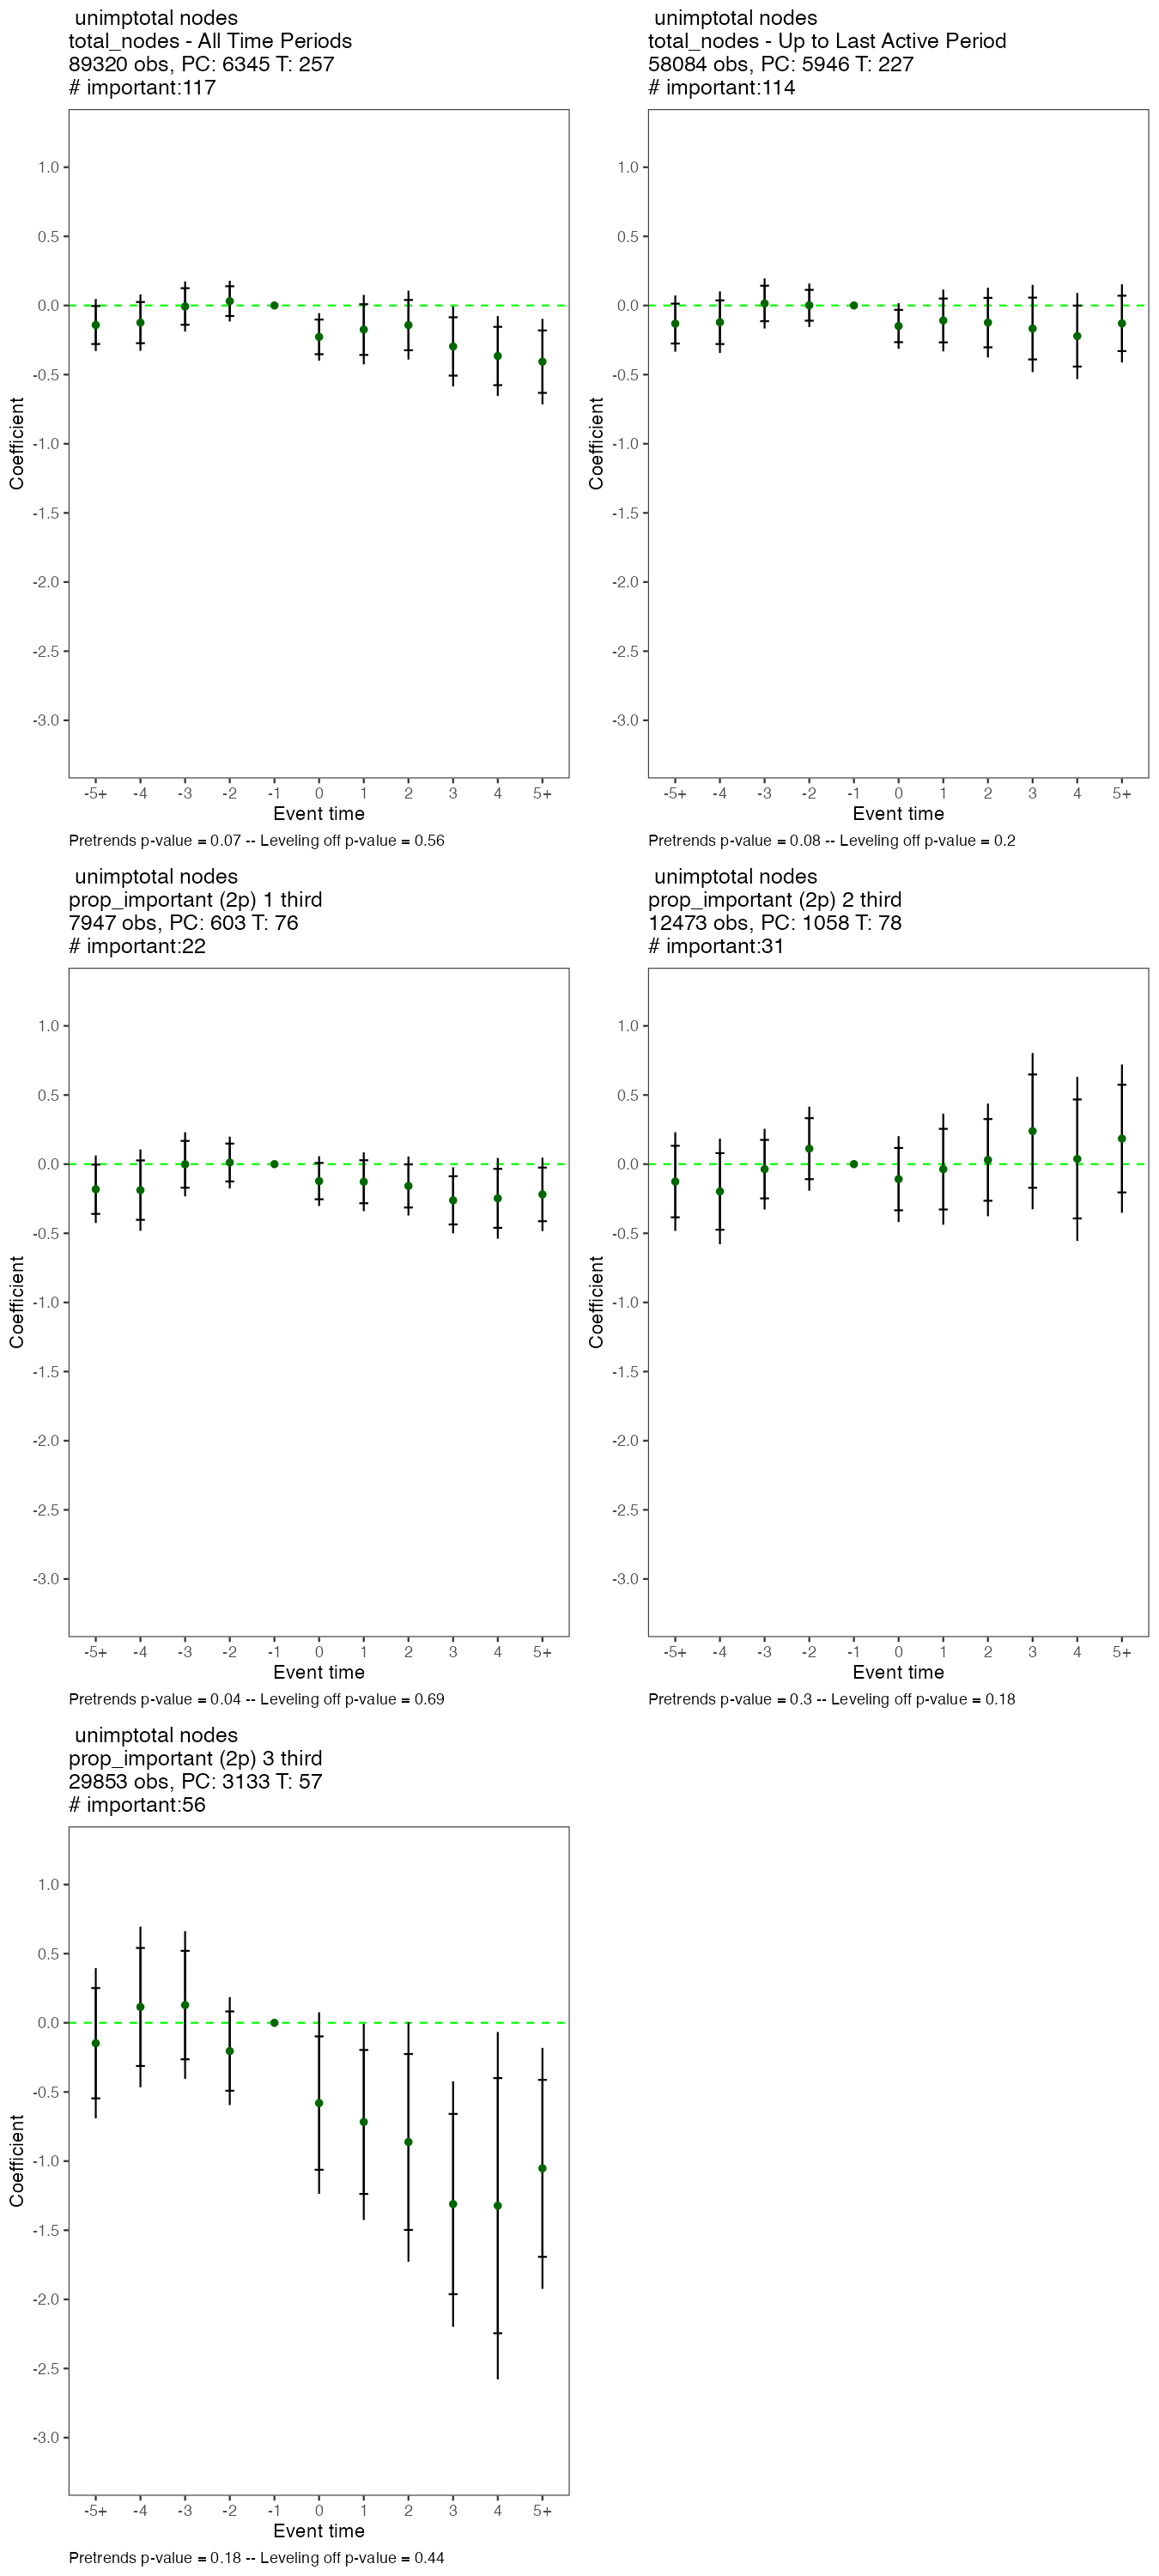 unimptotal nodes
total_nodes - All Time Periods
89320 obs, PC: 6345 T: 257
# important:117
1.0
0.5
0.0
-0.5
-1.0
-1.5
-2.0
-2.5
-3.0
Coefficient
-5+ -4 -3 -2 -1 0 1 2 3 4 5+
Event time
Pretrends p-value = 0.07 -- Leveling off p-value = 0.56
unimptotal nodes
total_nodes - Up to Last Active Period
58084 obs, PC: 5946 T: 227
# important:114
1.0
0.5
0.0
-0.5
-1.0
-1.5
-2.0
-2.5
-3.0
Coefficient
-5+ -4 -3 -2 -1 0 1 2 3 4 5+
Event time
Pretrends p-value = 0.08 -- Leveling off p-value = 0.2
unimptotal nodes
prop_important (2p) 1 third
7947 obs, PC: 603 T: 76
# important:22
1.0
0.5
0.0
-0.5
-1.0
-1.5
-2.0
-2.5
-3.0
Coefficient
-5+ -4 -3 -2 -1 0 1 2 3 4 5+
Event time
Pretrends p-value = 0.04 -- Leveling off p-value = 0.69
unimptotal nodes
prop_important (2p) 2 third
12473 obs, PC: 1058 T: 78
# important:31
1.0
0.5
0.0
-0.5
-1.0
-1.5
-2.0
-2.5
-3.0
Coefficient
-5+ -4 -3 -2 -1 0 1 2 3 4 5+
Event time
Pretrends p-value = 0.3 -- Leveling off p-value = 0.18
unimptotal nodes
prop_important (2p) 3 third
29853 obs, PC: 3133 T: 57
# important:56
1.0
0.5
0.0
-0.5
-1.0
-1.5
-2.0
-2.5
-3.0
Coefficient
-5+ -4 -3 -2 -1 0 1 2 3 4 5+
Event time
Pretrends p-value = 0.18 -- Leveling off p-value = 0.44